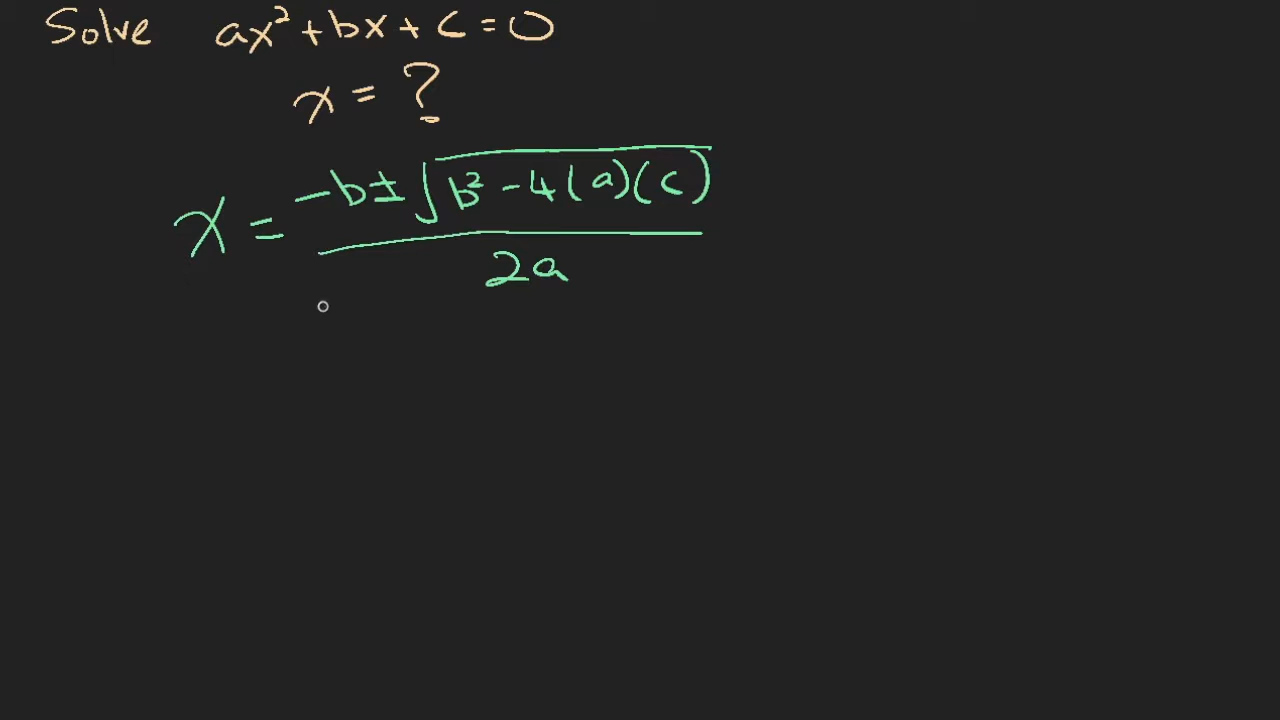 Solve ax² + bx + c = 0
x = ?
x = (-b ± √(b² - 4(a)(c))) / 2a